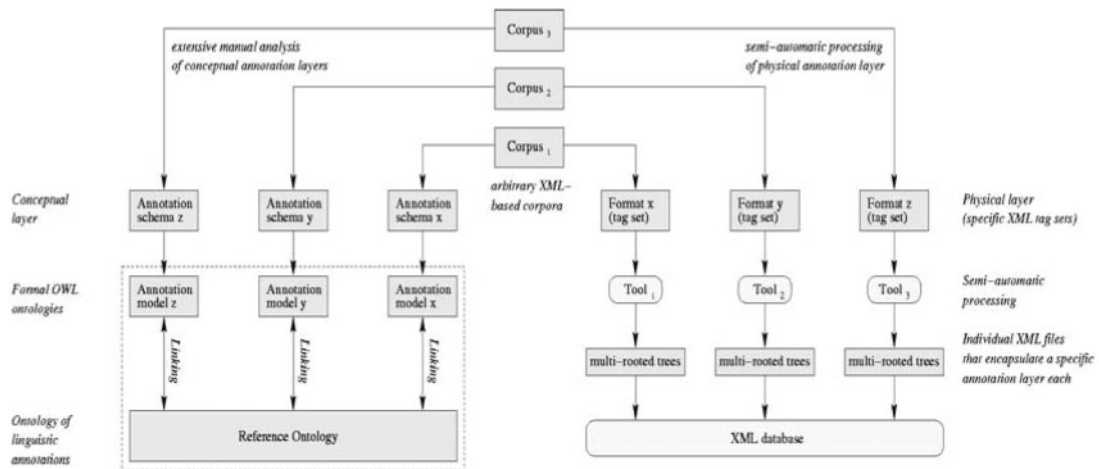 Corpus 3
extensive manual analysis
of conceptual annotation layers
semi-automatic processing
of physical annotation layer
Corpus 2
Corpus 1
arbitrary XML-
based corpora
Conceptual
layer
Annotation
schema z
Annotation
schema y
Annotation
schema x
Format x
(tag set)
Format y
(tag set)
Format z
(tag set)
Physical layer
(specific XML tag sets)
Formal OWL
ontologies
Annotation
model z
Annotation
model y
Annotation
model x
Tool 1
Tool 2
Tool 3
Semi-automatic
processing
Linking
Linking
Linking
multi-rooted trees
multi-rooted trees
multi-rooted trees
Individual XML files
that encapsulate a specific
annotation layer each
Ontology of
linguistic
annotations
Reference Ontology
XML database